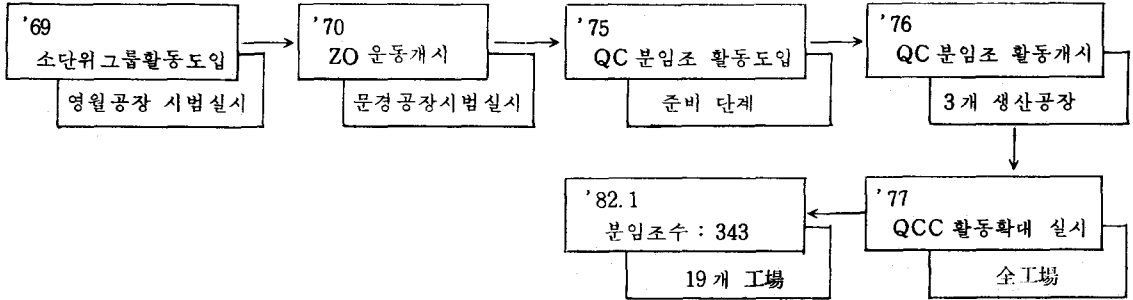 '69
소단위그룹활동도입
영월공장 시범실시
'70
ZO 운동개시
문경공장시범실시
'75
QC 분임조 활동도입
준비 단계
'76
QC 분임조 활동개시
3개 생산공장
'77
QCC 활동확대 실시
全工場
'82.1
분임조수 : 343
19개 工場